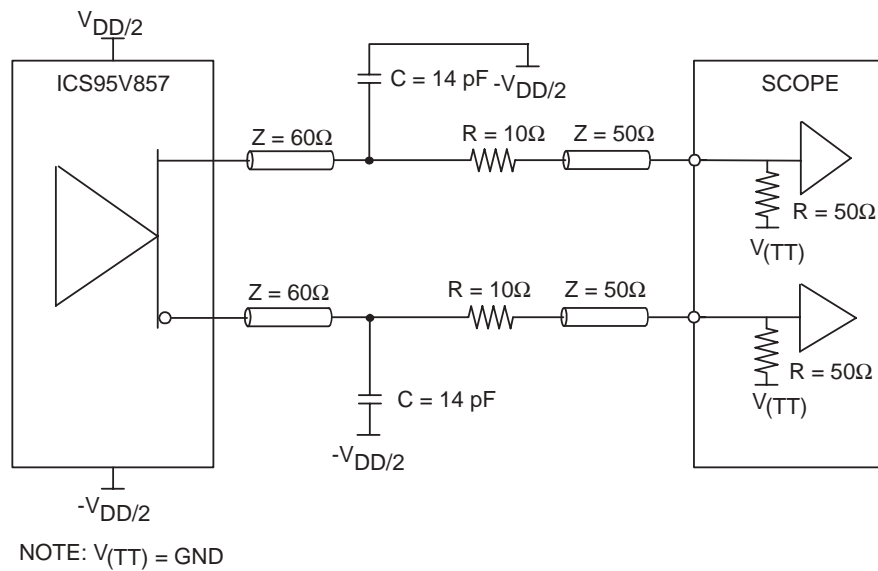 VDD/2
ICS95V857
C = 14 pF
-VDD/2
SCOPE
Z = 60Ω
R = 10Ω
Z = 50Ω
R = 50Ω
V(TT)
Z = 60Ω
R = 10Ω
Z = 50Ω
R = 50Ω
V(TT)
C = 14 pF
-VDD/2
-VDD/2
NOTE: V(TT) = GND